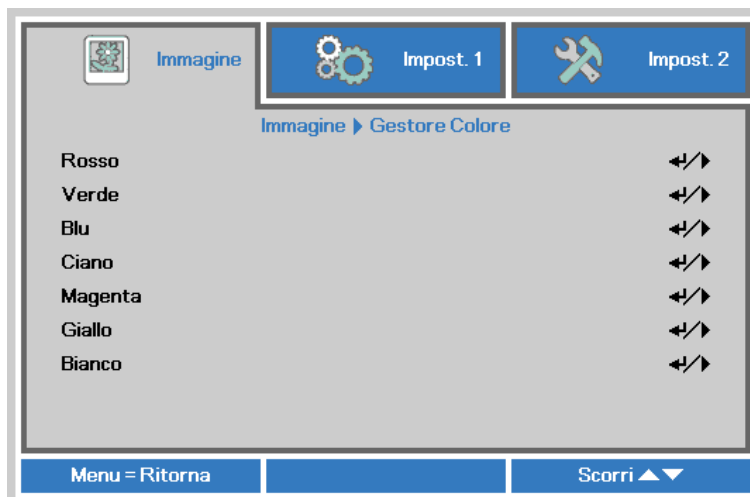 Immagine
Impost. 1
Impost. 2
Immagine Gestore Colore
Rosso
Verde
Blu
Ciano
Magenta
Giallo
Bianco
Menu = Ritorna
Scorri